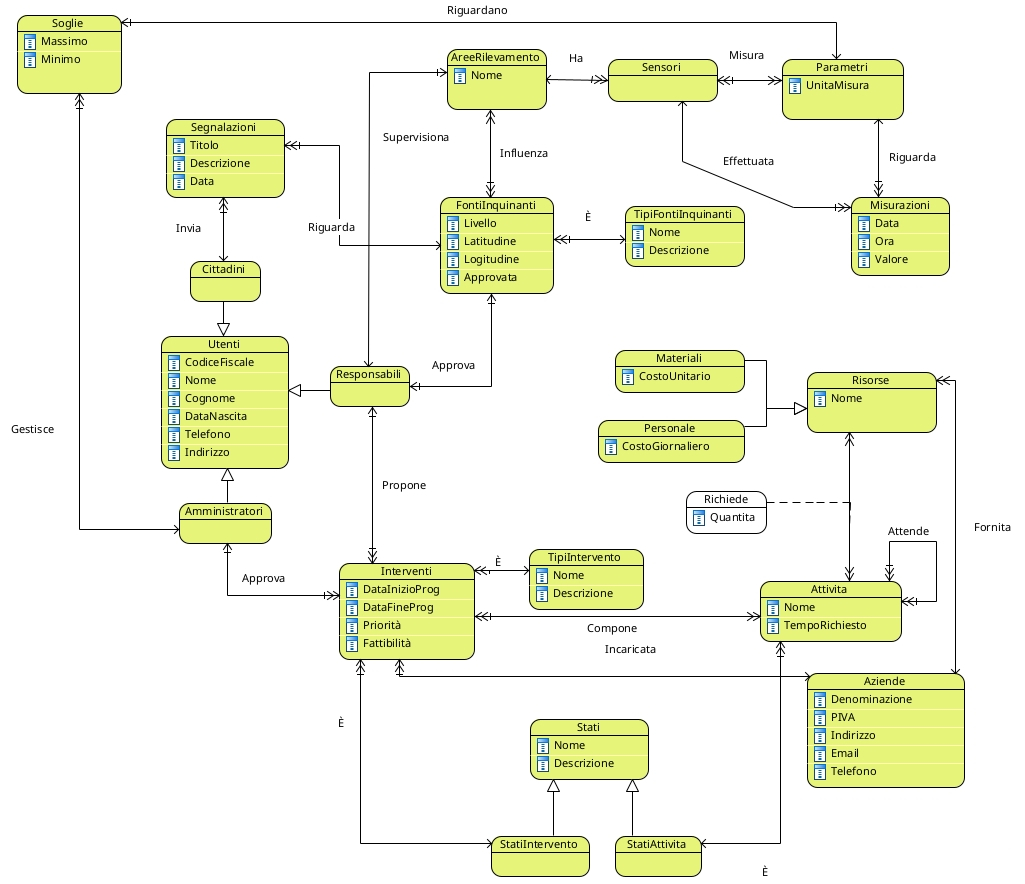 Riguardano
Soglie
Massimo
Minimo
AreeRilevamento
Nome
Ha
Sensori
Misura
Parametri
UnitaMisura
Segnalazioni
Titolo
Descrizione
Data
Supervisiona
Influenza
Effettuata
Riguarda
Invia
Riguarda
FontiInquinanti
Livello
Latitudine
Logitudine
Approvata
È
TipiFontiInquinanti
Nome
Descrizione
Misurazioni
Data
Ora
Valore
Cittadini
Utenti
CodiceFiscale
Nome
Cognome
DataNascita
Telefono
Indirizzo
Responsabili
Approva
Materiali
CostoUnitario
Risorse
Nome
Personale
CostoGiornaliero
Gestisce
Propone
Richiede
Quantita
Attende
Fornita
Amministratori
Approva
Interventi
DataInizioProg
DataFineProg
Priorità
Fattibilità
È
TipiIntervento
Nome
Descrizione
Attivita
Nome
TempoRichiesto
Compone
Incaricata
Aziende
Denominazione
PIVA
Indirizzo
Email
Telefono
È
Stati
Nome
Descrizione
StatiIntervento
StatiAttivita
È